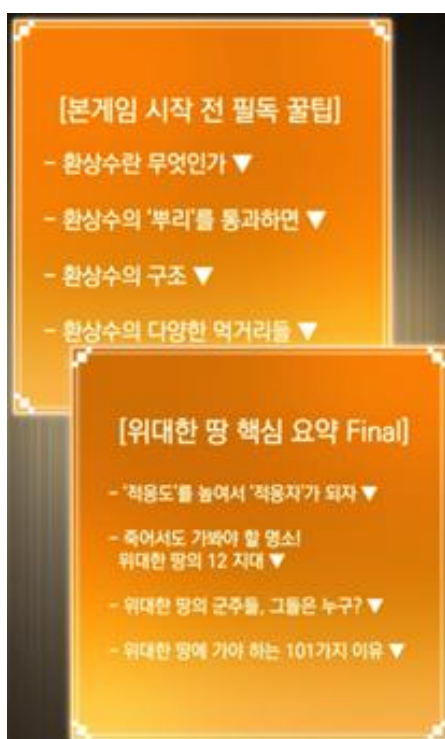 [본게임 시작 전 필독 꿀팁]
- 환상수란 무엇인가 ▼
- 환상수의 '뿌리'를 통과하면 ▼
- 환상수의 구조 ▼
- 환상수의 다양한 먹거리들 ▼
[위대한 땅 핵심 요약 Final]
- '적응도'를 높여서 '적응자'가 되자 ▼
- 죽어서도 가봐야 할 명소!
위대한 땅의 12 지대 ▼
- 위대한 땅의 군주들, 그들은 누구? ▼
- 위대한 땅에 가야 하는 101가지 이유 ▼